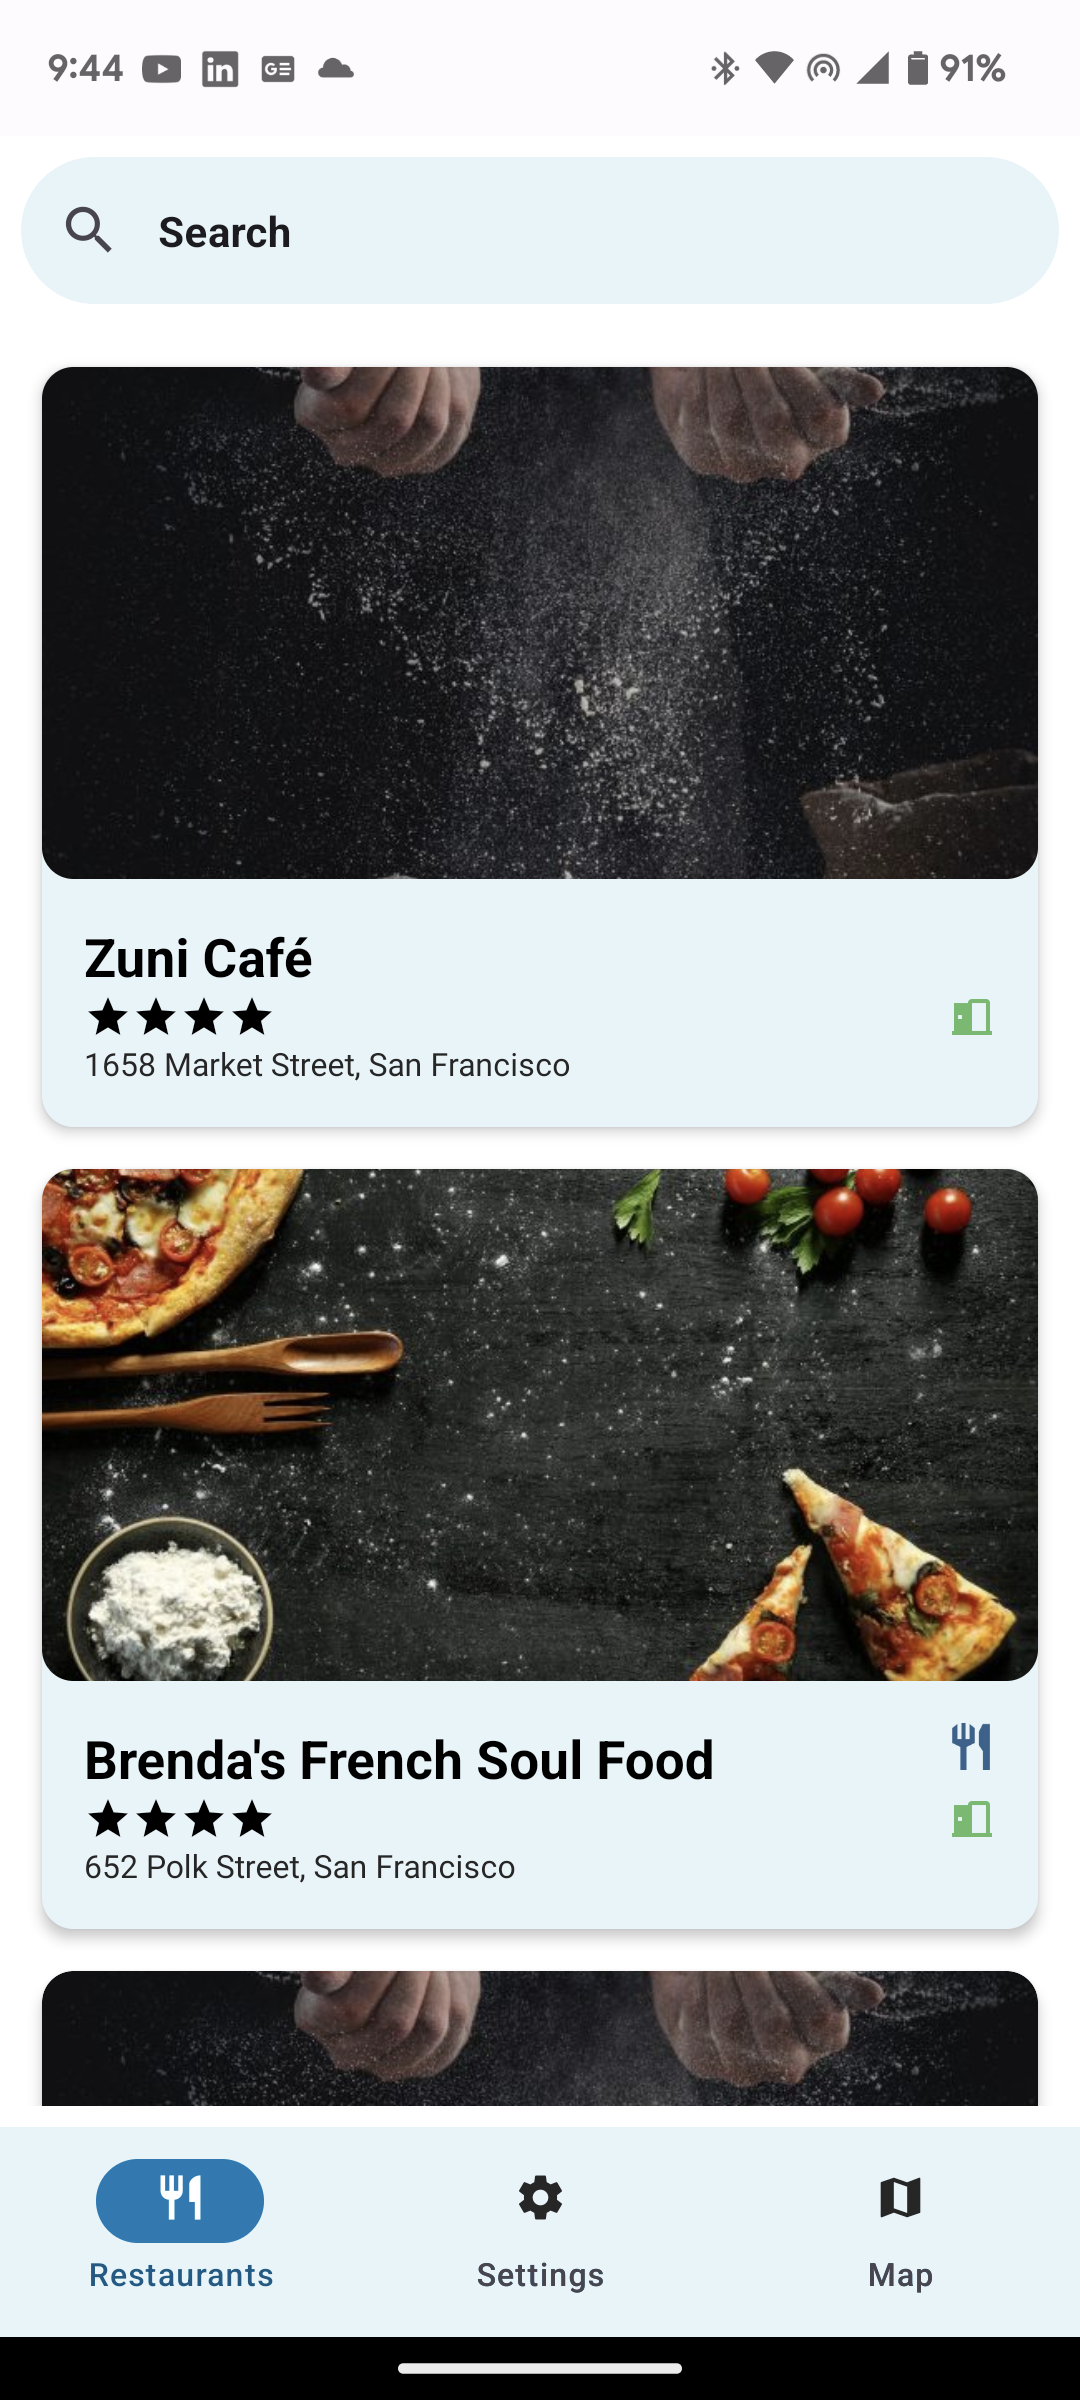 9:44
91%
Search
Zuni Café
1658 Market Street, San Francisco
Brenda's French Soul Food
652 Polk Street, San Francisco
Restaurants
Settings
Map